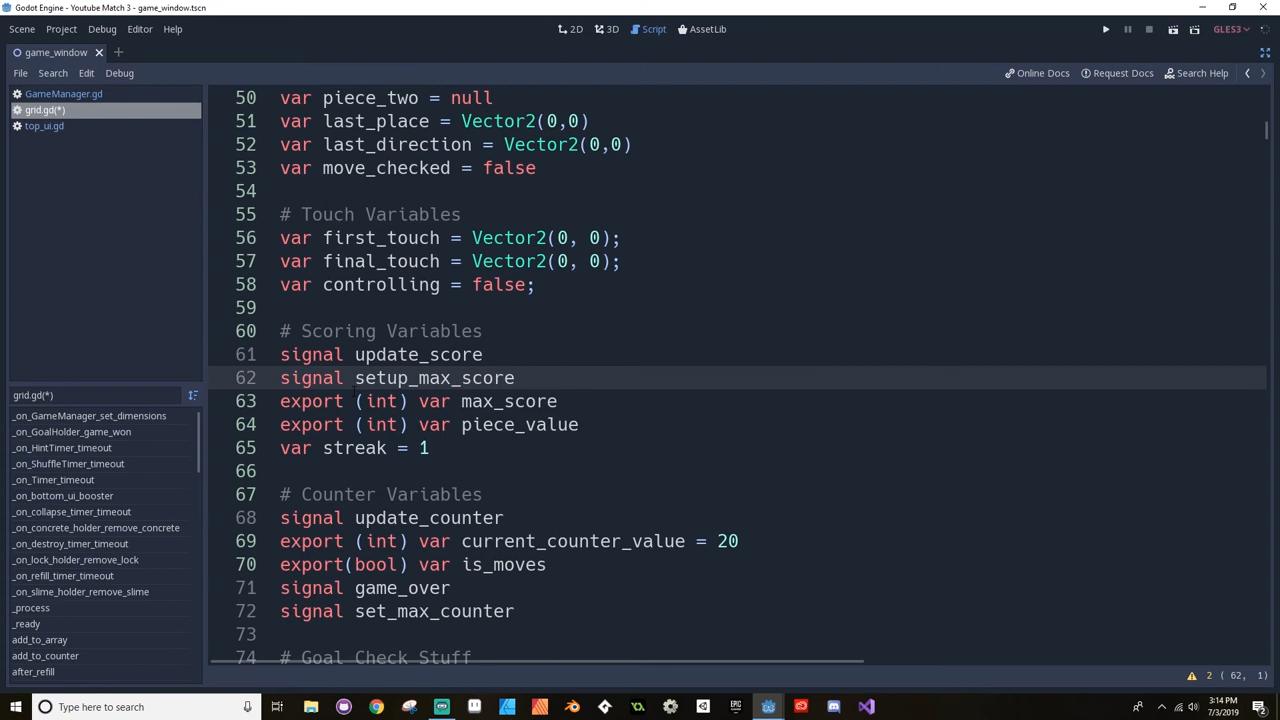 Godot Engine - Youtube Match 3 - game_window.tscn
Scene Project Debug Editor Help
2D 3D Script AssetLib
GLES3
game_window
File Search Edit Debug
Online Docs Request Docs Search Help
GameManager.gd
grid.gd(*)
top_ui.gd
grid.gd(*)
_on_GameManager_set_dimensions
_on_GoalHolder_game_won
_on_HintTimer_timeout
_on_ShuffleTimer_timeout
_on_Timer_timeout
_on_bottom_ui_booster
_on_collapse_timer_timeout
_on_concrete_holder_remove_concrete
_on_destroy_timer_timeout
_on_lock_holder_remove_lock
_on_refill_timer_timeout
_on_slime_holder_remove_slime
_process
_ready
add_to_array
add_to_counter
after_refill
50 var piece_two = null
51 var last_place = Vector2(0,0)
52 var last_direction = Vector2(0,0)
53 var move_checked = false
54
55 # Touch Variables
56 var first_touch = Vector2(0, 0);
57 var final_touch = Vector2(0, 0);
58 var controlling = false;
59
60 # Scoring Variables
61 signal update_score
62 signal setup_max_score
63 export (int) var max_score
64 export (int) var piece_value
65 var streak = 1
66
67 # Counter Variables
68 signal update_counter
69 export (int) var current_counter_value = 20
70 export(bool) var is_moves
71 signal game_over
72 signal set_max_counter
73
74 # Goal Check Stuff
2 ( 62, 1)
Type here to search
3:14 PM
7/3/2019